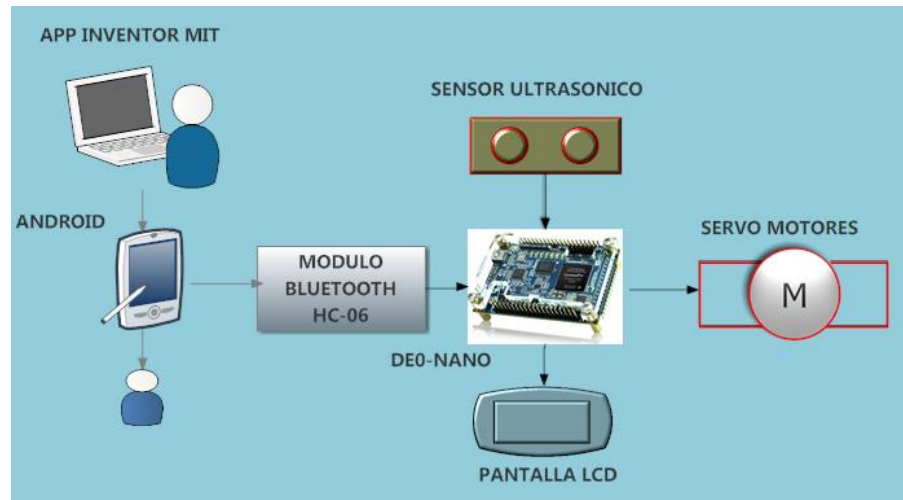 APP INVENTOR MIT
SENSOR ULTRASONICO
ANDROID
SERVO MOTORES
MODULO
BLUETOOTH
HC-06
M
DE0-NANO
PANTALLA LCD